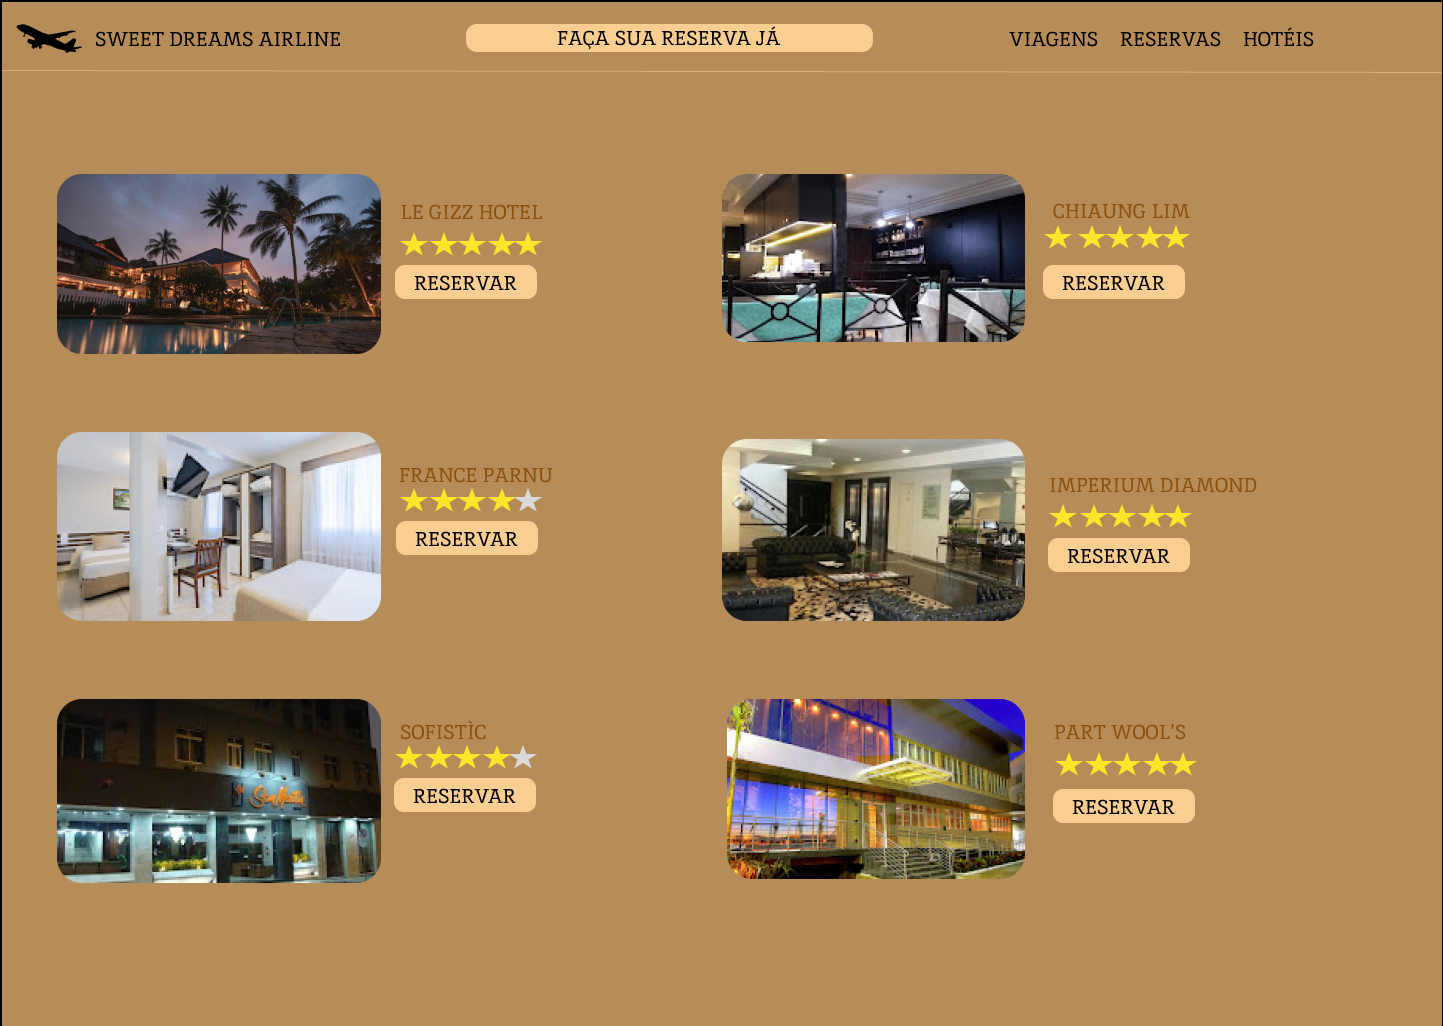 SWEET DREAMS AIRLINE
FAÇA SUA RESERVA JÁ
VIAGENS RESERVAS HOTÉIS
LE GIZZ HOTEL
RESERVAR
CHIAUNG LIM
RESERVAR
FRANCE PARNU
RESERVAR
IMPERIUM DIAMOND
RESERVAR
SOFISTÌC
RESERVAR
PART WOOL'S
RESERVAR